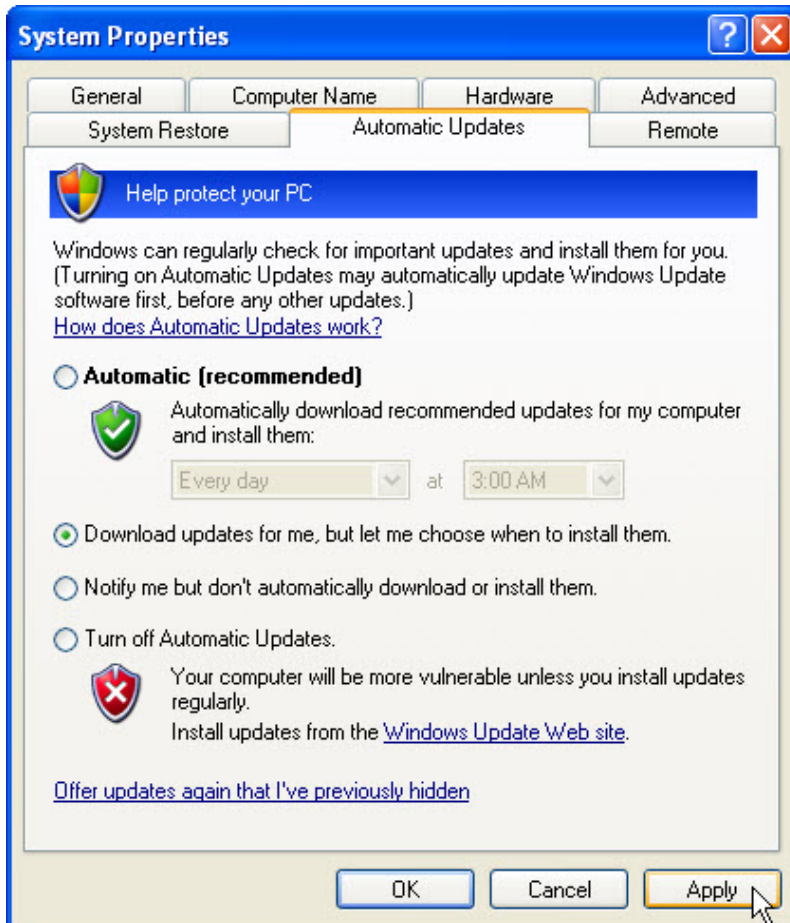 System Properties
General Computer Name Hardware Advanced
System Restore Automatic Updates Remote
Help protect your PC
Windows can regularly check for important updates and install them for you.
(Turning on Automatic Updates may automatically update Windows Update
software first, before any other updates.)
How does Automatic Updates work?
Automatic (recommended)
Automatically download recommended updates for my computer
and install them:
Every day at 3:00 AM
Download updates for me, but let me choose when to install them.
Notify me but don't automatically download or install them.
Turn off Automatic Updates.
Your computer will be more vulnerable unless you install updates
regularly.
Install updates from the Windows Update Web site.
Offer updates again that I've previously hidden
OK Cancel Apply